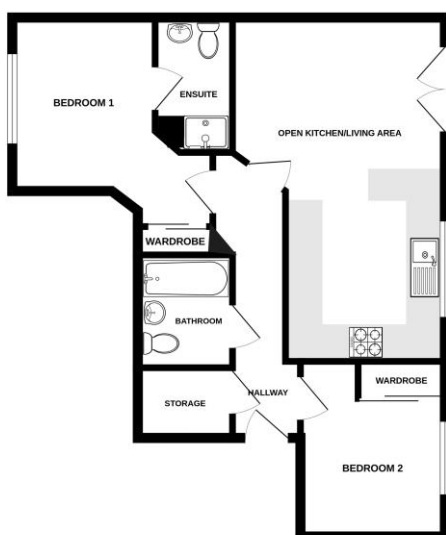 ENSUITE
BEDROOM 1
OPEN KITCHEN/LIVING AREA
WARDROBE
BATHROOM
WARDROBE
HALLWAY
STORAGE
BEDROOM 2